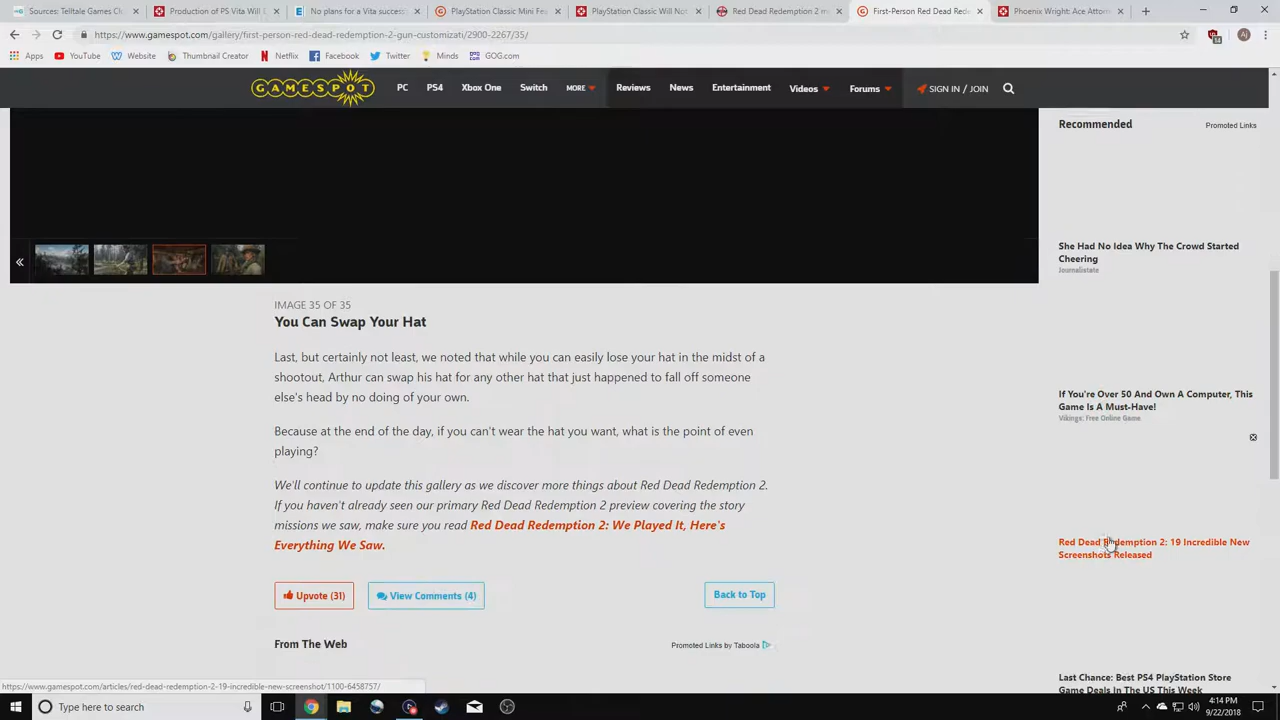 Sources: Telltale Games Cl
Production of PS Vita Will
No plans for a Vita success
PlayStation Classic Mini Fea
PlayStation Classic Will Not
Red Dead Redemption 2 m
First-Person Red Dead Rede
Phoenix Wright: Ace Attorn
https://www.gamespot.com/gallery/first-person-red-dead-redemption-2-gun-customizati/2900-2267/35/
Apps YouTube Website Thumbnail Creator Netflix Facebook Twitter Minds GOG.com
GAMESPOT PC PS4 Xbox One Switch MORE Reviews News Entertainment Videos Forums SIGN IN / JOIN
Recommended Promoted Links
She Had No Idea Why The Crowd Started
Cheering
Journalistate
IMAGE 35 OF 35
You Can Swap Your Hat
Last, but certainly not least, we noted that while you can easily lose your hat in the midst of a
shootout, Arthur can swap his hat for any other hat that just happened to fall off someone
else's head by no doing of your own.
Because at the end of the day, if you can't wear the hat you want, what is the point of even
playing?
We'll continue to update this gallery as we discover more things about Red Dead Redemption 2.
If you haven't already seen our primary Red Dead Redemption 2 preview covering the story
missions we saw, make sure you read Red Dead Redemption 2: We Played It, Here's
Everything We Saw.
If You're Over 50 And Own A Computer, This
Game Is A Must-Have!
Vikings: Free Online Game
Red Dead Redemption 2: 19 Incredible New
Screenshots Released
Upvote (31) View Comments (4) Back to Top
From The Web Promoted Links by Taboola
Last Chance: Best PS4 PlayStation Store
Game Deals In The US This Week
https://www.gamespot.com/articles/red-dead-redemption-2-19-incredible-new-screenshot/1100-6458757/
Type here to search
4:14 PM
9/22/2018